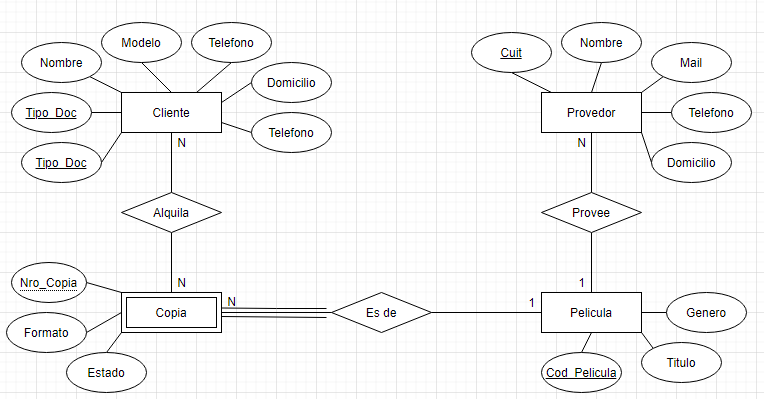 Modelo
Telefono
Nombre
Domicilio
Tipo_Doc
Cliente
Telefono
Tipo_Doc
N
Alquila
N
Nro_Copia
Formato
Copia
Estado
N
Es de
1
Cuit
Nombre
Mail
Provedor
Telefono
Domicilio
N
Provee
1
Pelicula
Genero
Titulo
Cod_Pelicula